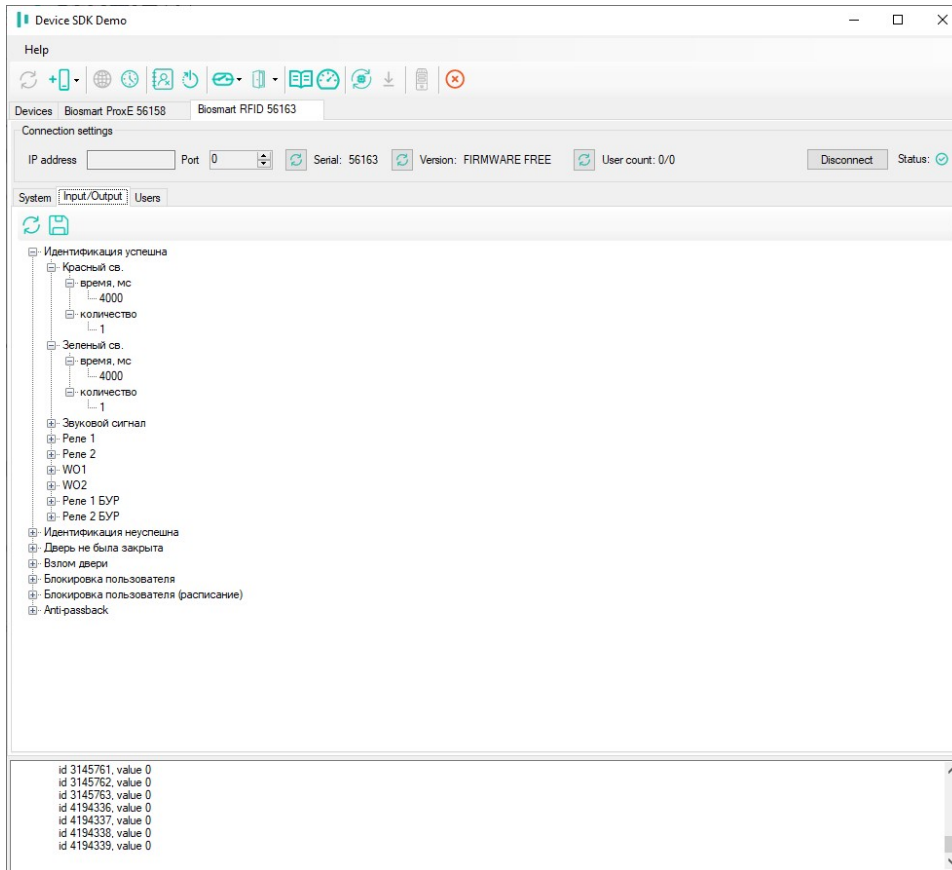 Device SDK Demo
Help
Devices Biosmart ProxE 56158 Biosmart RFID 56163
Connection settings
IP address Port 0 Serial: 56163 Version: FIRMWARE FREE User count: 0/0 Disconnect Status:
System Input/Output Users
Идентификация успешна
Красный св.
время, мс
4000
количество
1
Зеленый св.
время, мс
4000
количество
1
Звуковой сигнал
Реле 1
Реле 2
WO1
WO2
Реле 1 БУР
Реле 2 БУР
Идентификация неуспешна
Дверь не была закрыта
Взлом двери
Блокировка пользователя
Блокировка пользователя (расписание)
Anti-passback
id 3145761, value 0
id 3145762, value 0
id 3145763, value 0
id 4194336, value 0
id 4194337, value 0
id 4194338, value 0
id 4194339, value 0